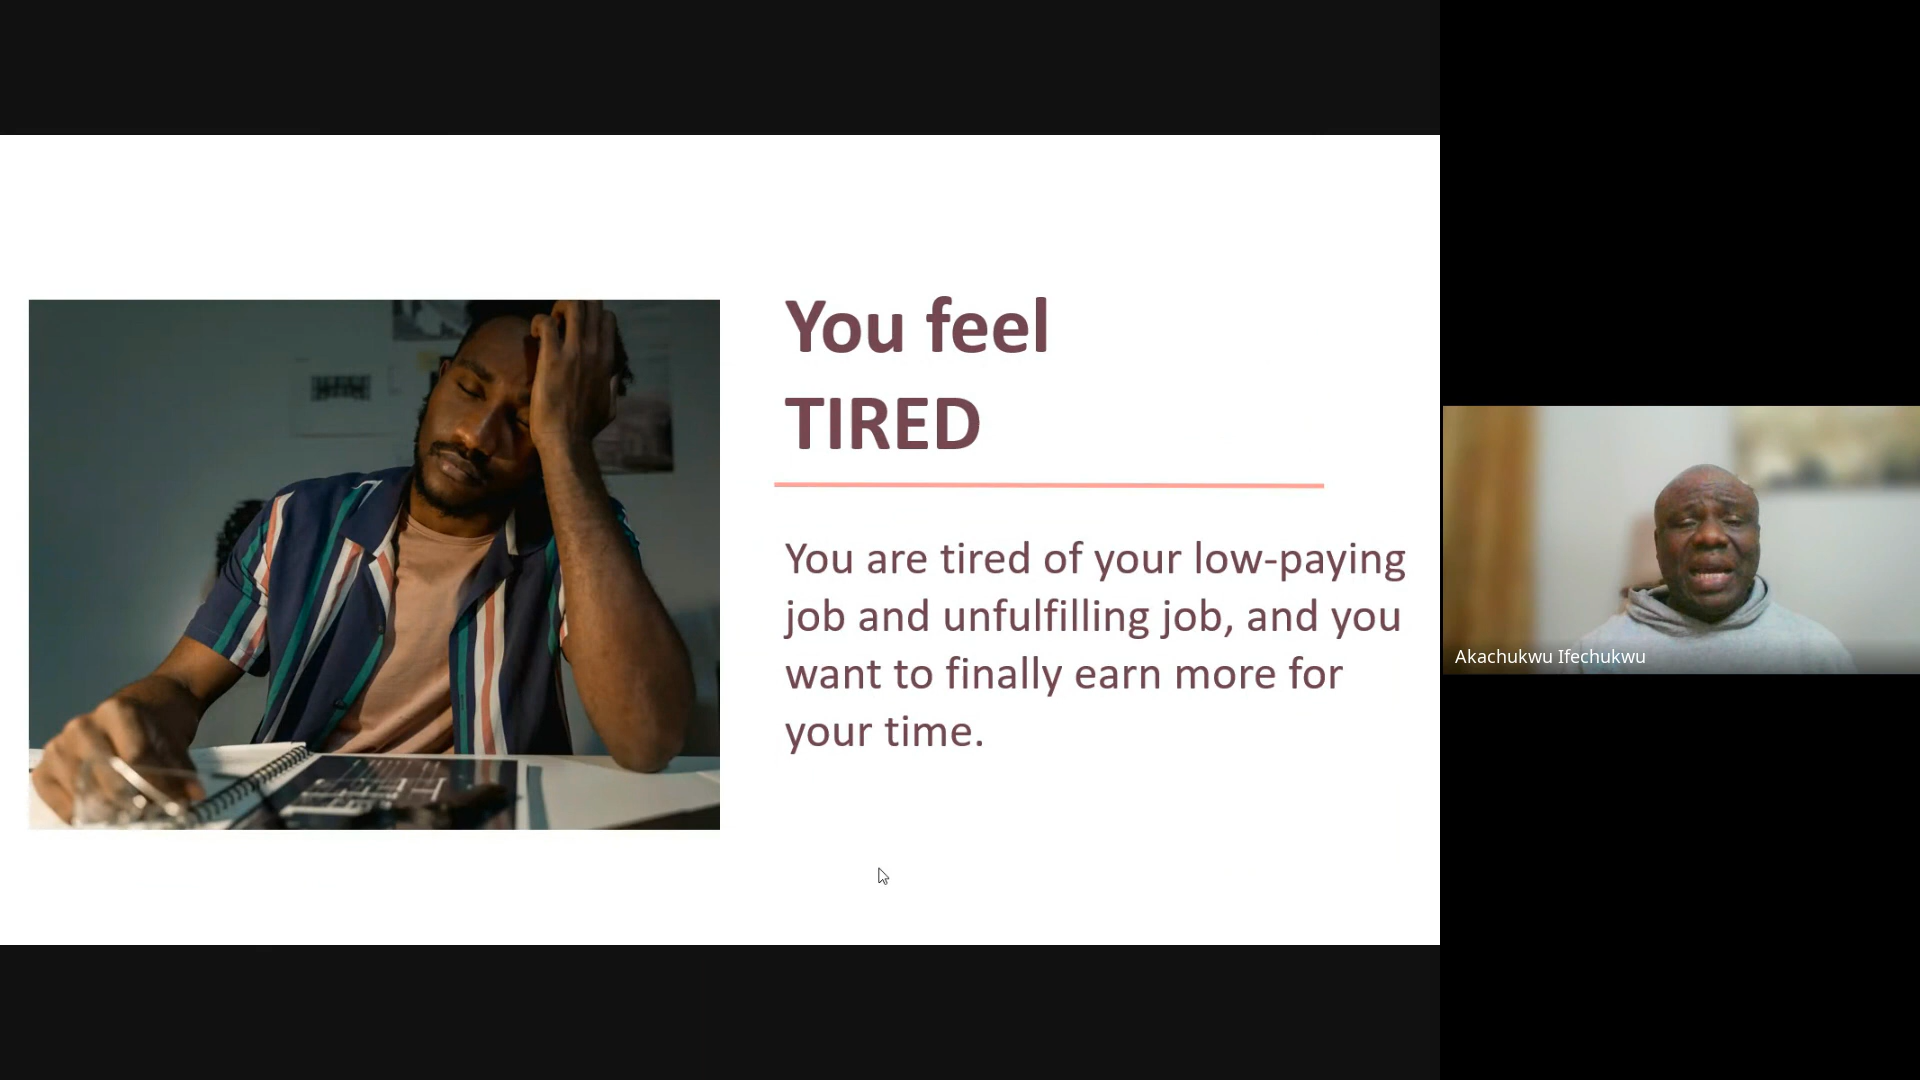 You feel
TIRED
You are tired of your low-paying
job and unfulfilling job, and you
want to finally earn more for
your time.
Akachukwu Ifechukwu